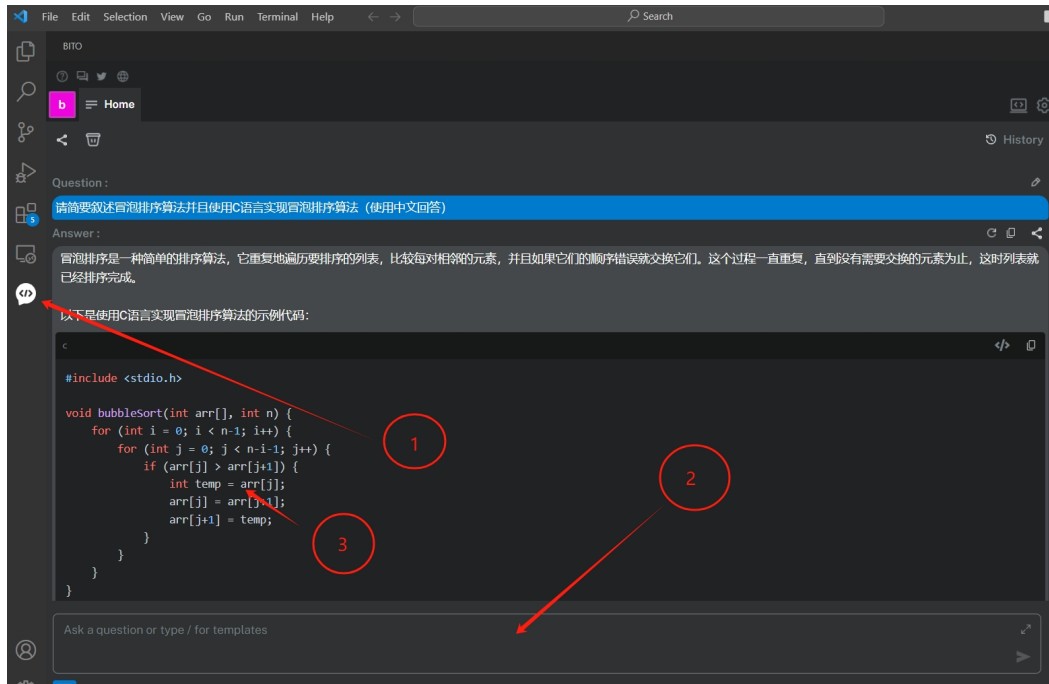 File Edit Selection View Go Run Terminal Help Search
BITO
b Home
History
Question :
请简要叙述冒泡排序算法并且使用C语言实现冒泡排序算法（使用中文回答）
5
Answer :
冒泡排序是一种简单的排序算法，它重复地遍历要排序的列表，比较每对相邻的元素，并且如果它们的顺序错误就交换它们。这个过程一直重复，直到没有需要交换的元素为止，这时列表就
已经排序完成。
以下是使用C语言实现冒泡排序算法的示例代码：
c
#include <stdio.h>
void bubbleSort(int arr[], int n) {
for (int i = 0; i < n-1; i++) {
for (int j = 0; j < n-i-1; j++) {
if (arr[j] > arr[j+1]) {
int temp = arr[j];
arr[j] = arr[j+1];
arr[j+1] = temp;
}
}
}
}
1
2
3
Ask a question or type / for templates